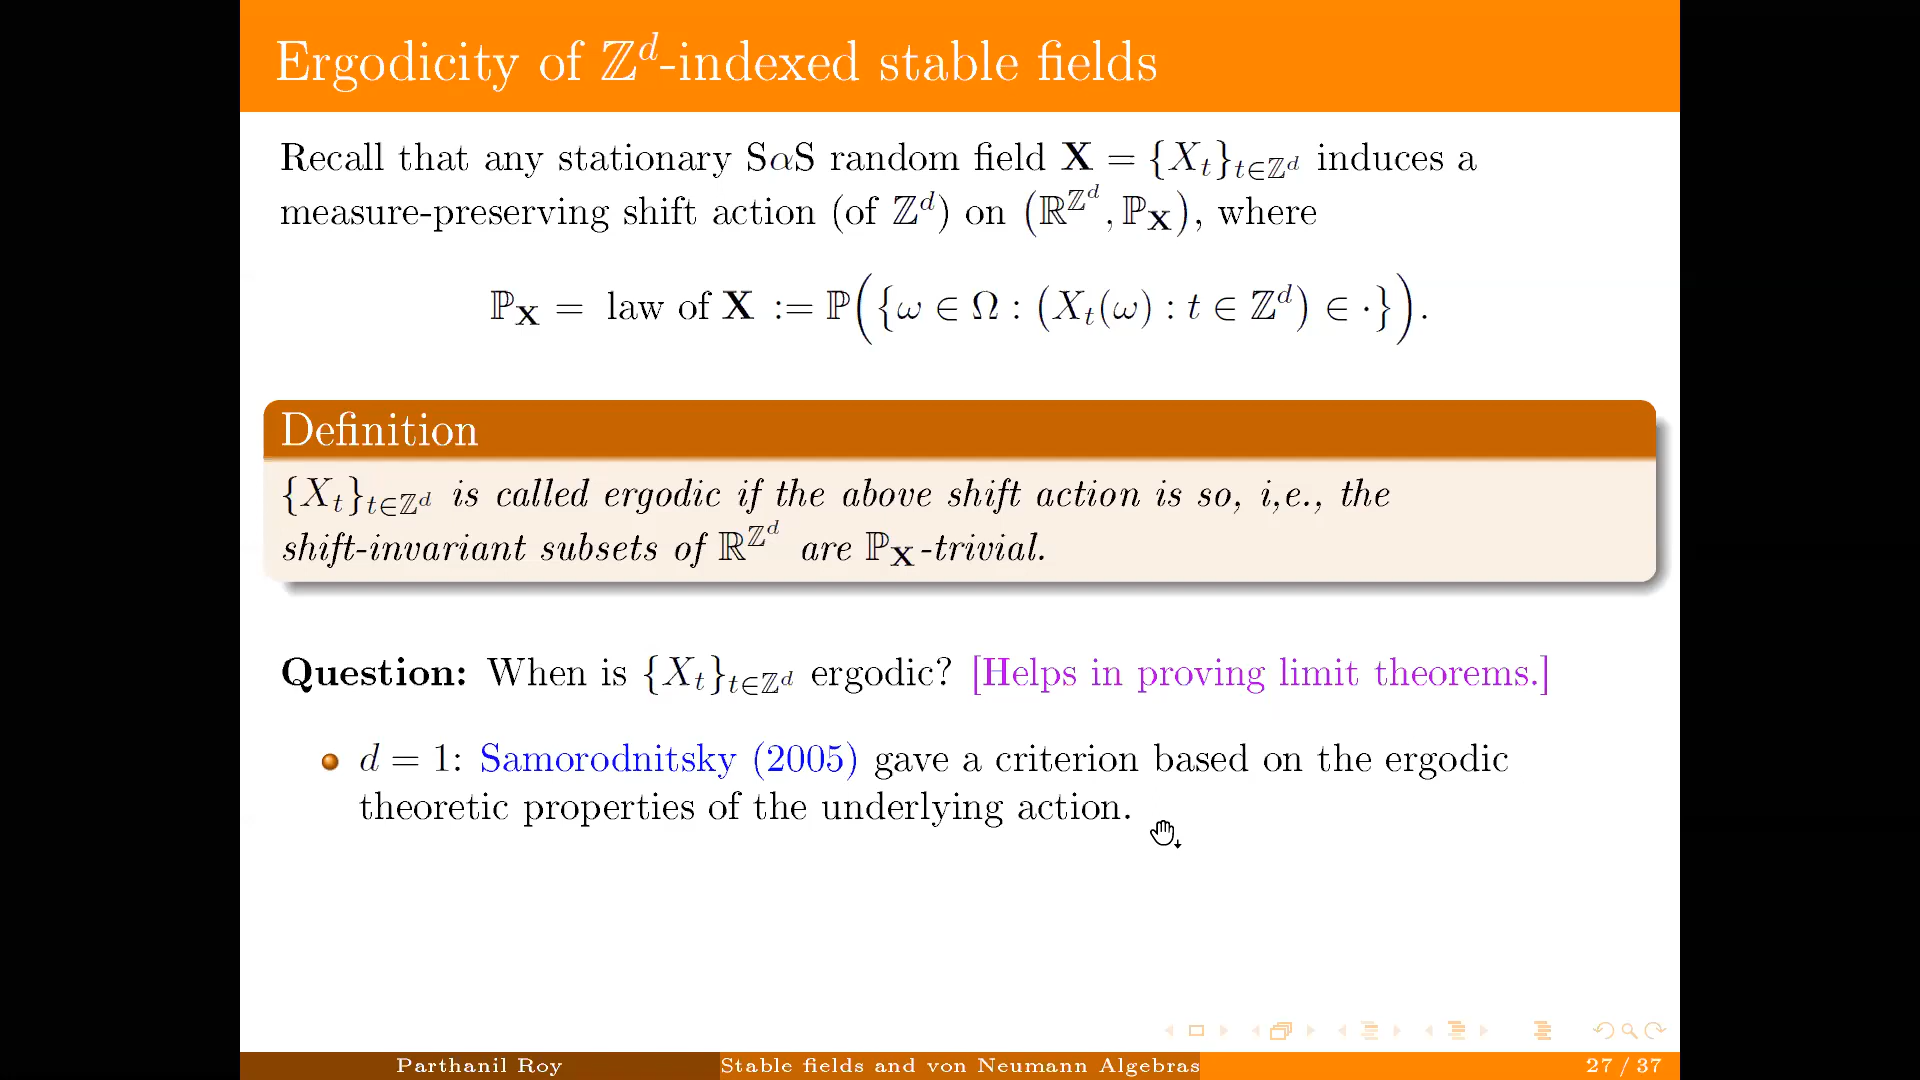 Ergodicity of ℤ^d-indexed stable fields
Recall that any stationary SαS random field 𝐗 = {X_t}_{t∈ℤ^d} induces a
measure-preserving shift action (of ℤ^d) on (ℝ^{ℤ^d}, ℙ_𝐗), where
ℙ_𝐗 = law of 𝐗 := ℙ({ω ∈ Ω : (X_t(ω) : t ∈ ℤ^d) ∈ ·}).
Definition
{X_t}_{t∈ℤ^d} is called ergodic if the above shift action is so, i,e., the
shift-invariant subsets of ℝ^{ℤ^d} are ℙ_𝐗-trivial.
Question: When is {X_t}_{t∈ℤ^d} ergodic? [Helps in proving limit theorems.]
d = 1: Samorodnitsky (2005) gave a criterion based on the ergodic
theoretic properties of the underlying action.
Parthanil Roy
Stable fields and von Neumann Algebras
27 / 37